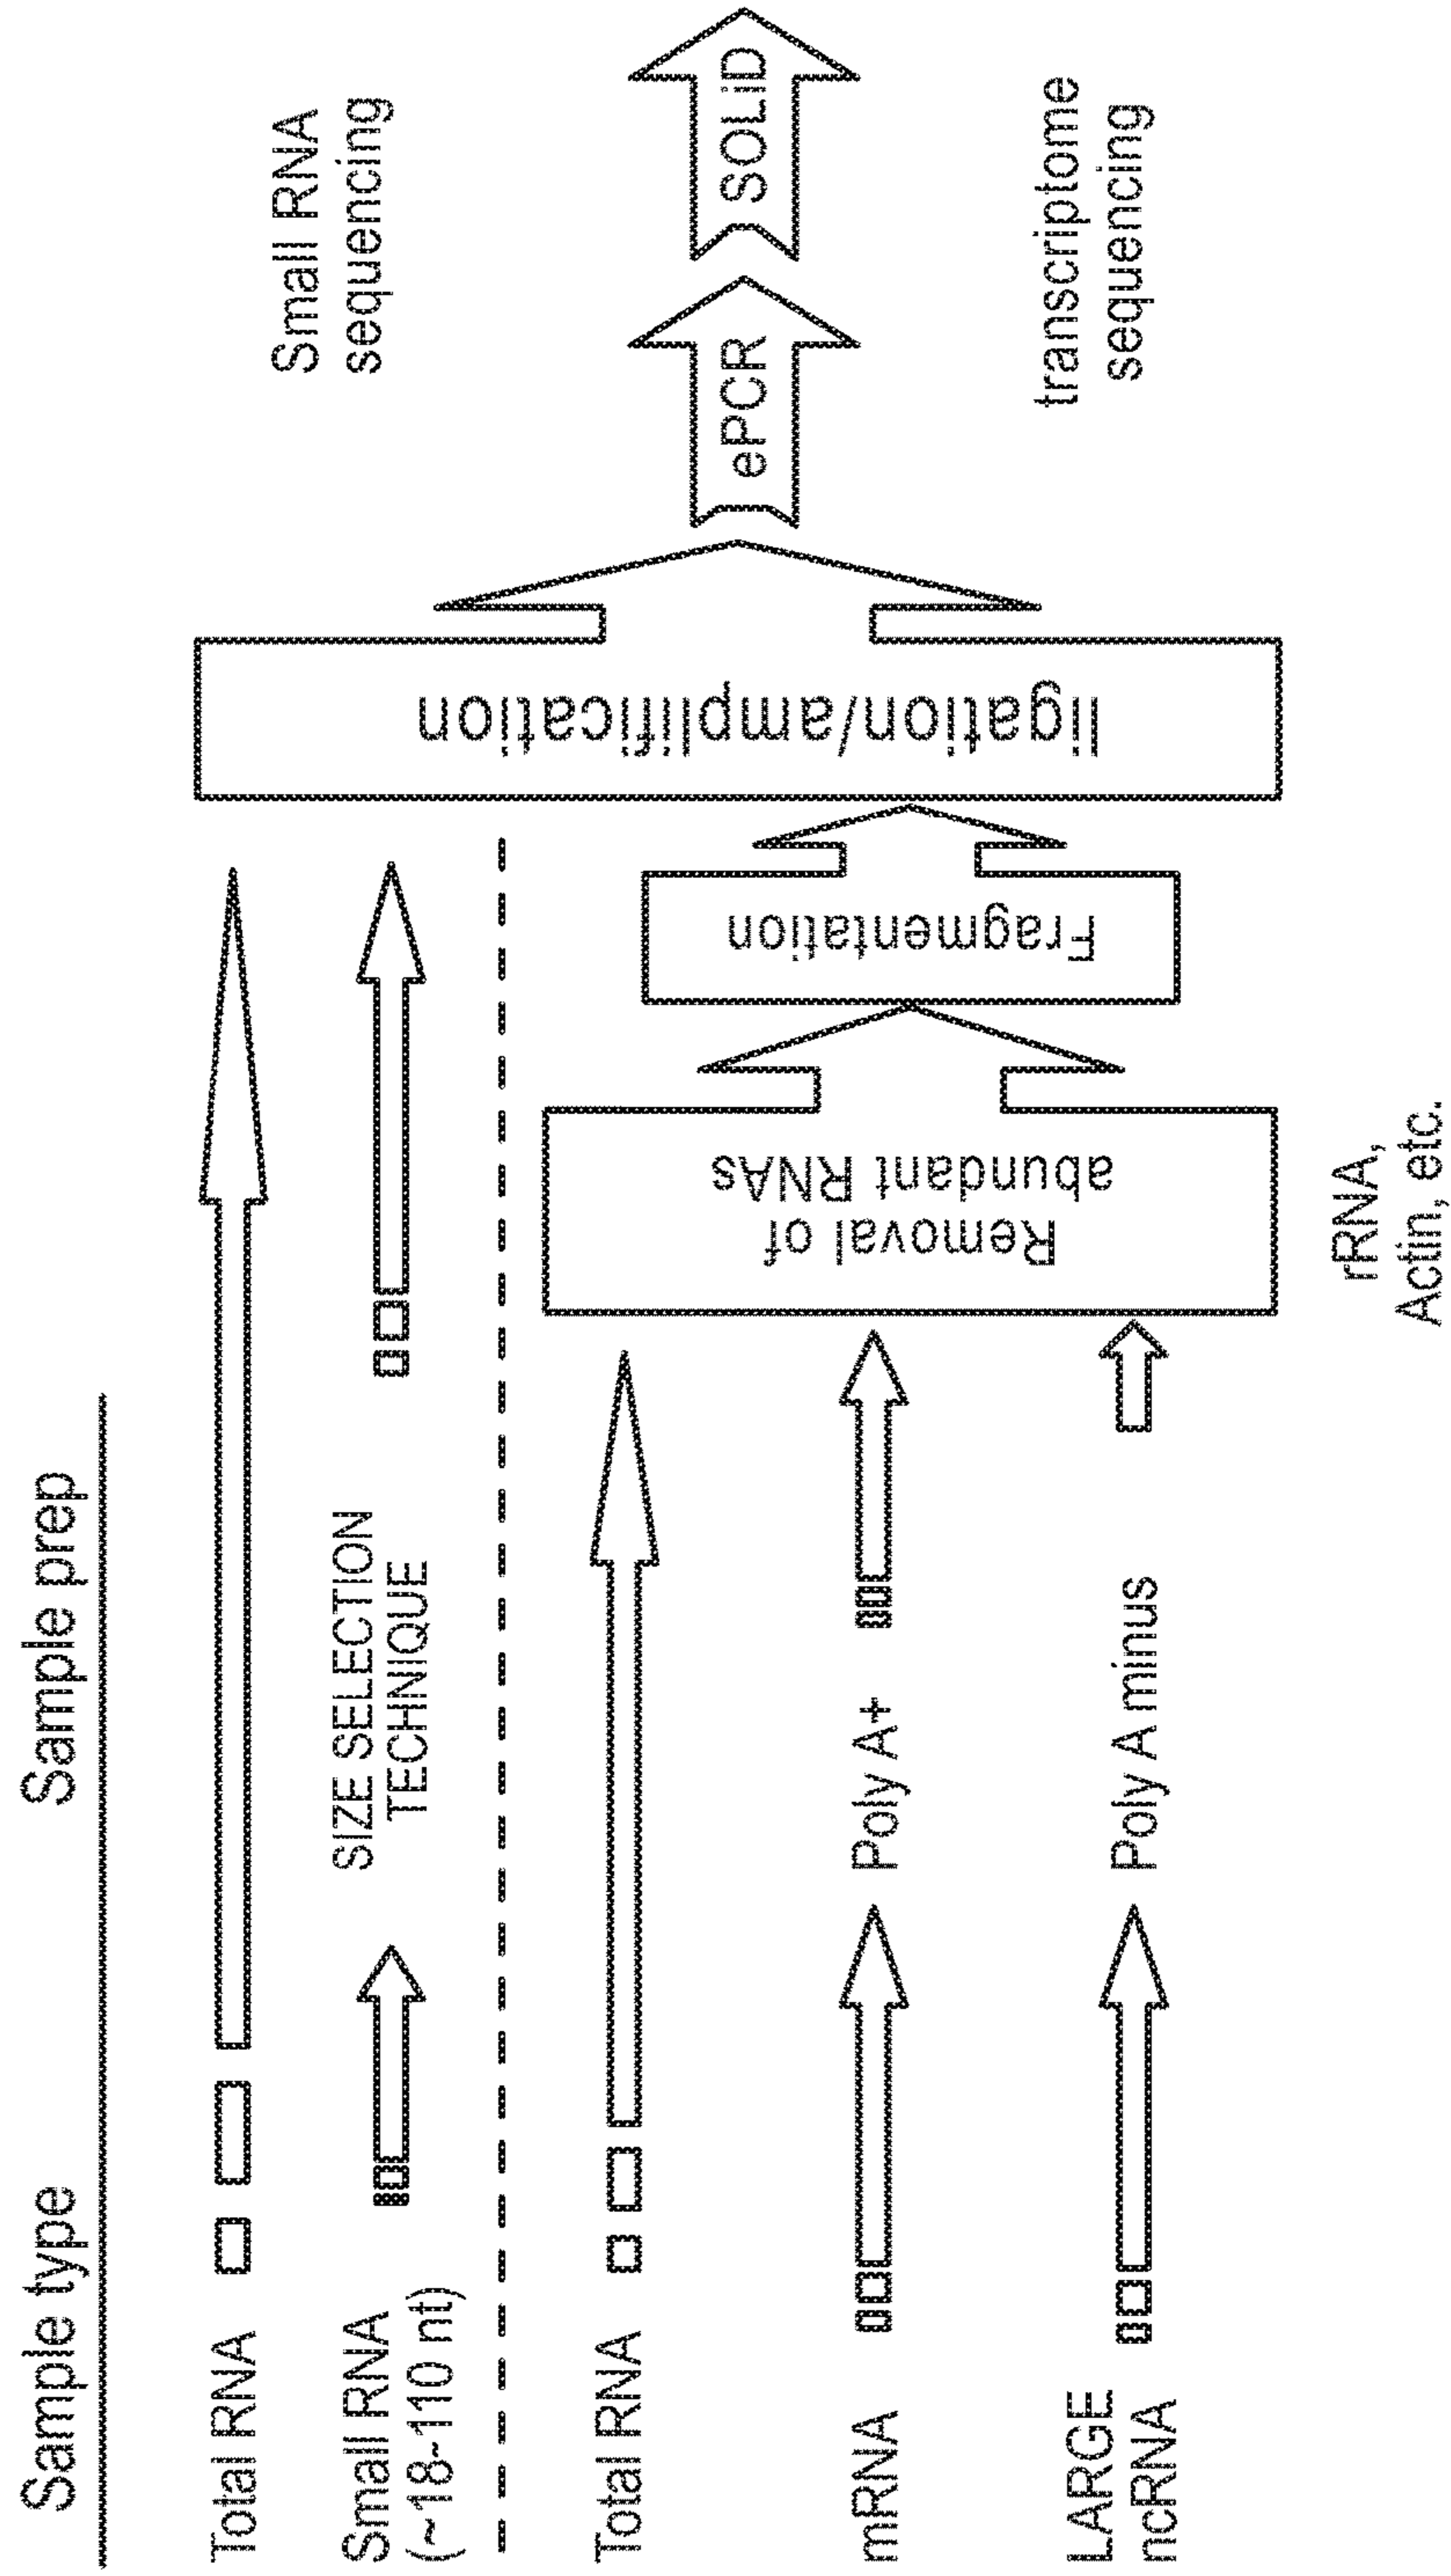 Sample type
Sample prep
Total RNA
Small RNA
(~18-110 nt)
SIZE SELECTION
TECHNIQUE
Small RNA
sequencing
Total RNA
mRNA
Poly A+
LARGE
ncRNA
Poly A minus
Removal of
abundant RNAs
rRNA,
Actin, etc.
Fragmentation
ligation/amplification
ePCR
SOLiD
transcriptome
sequencing